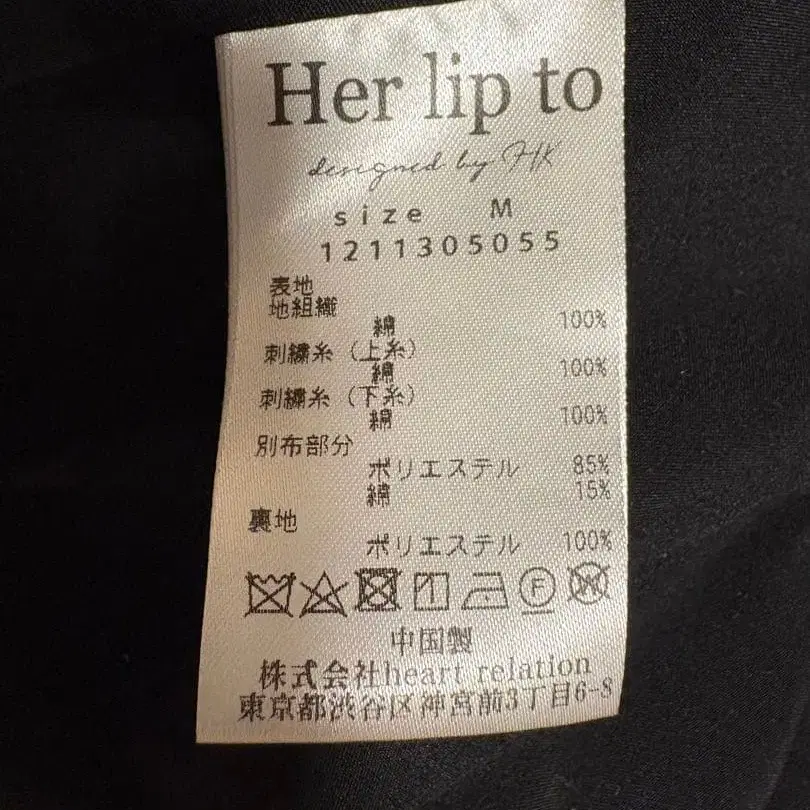 Her lip to
designed by HK
size M
1211305055
表地
地組織
綿 100%
刺繍糸（上糸）
綿 100%
刺繍糸（下糸）
綿 100%
別布部分
ポリエステル 85%
綿 15%
裏地
ポリエステル 100%
F W
中国製
株式会社heart relation
東京都渋谷区神宮前3丁目6-8